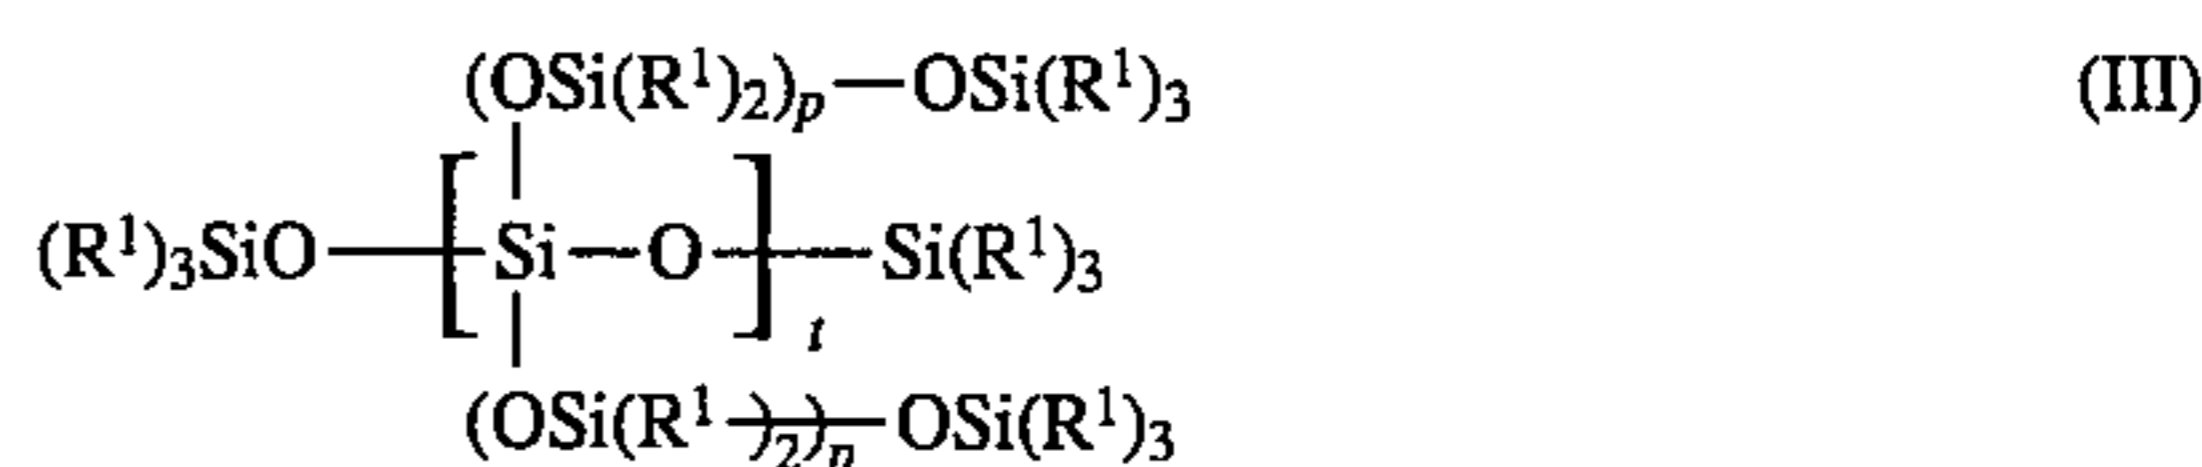 (OSi(R¹)₂)ₚ—OSi(R¹)₃ (III)
(R¹)₃SiO—[Si—O]ₜ—Si(R¹)₃
(OSi(R¹)₂)ₚ—OSi(R¹)₃